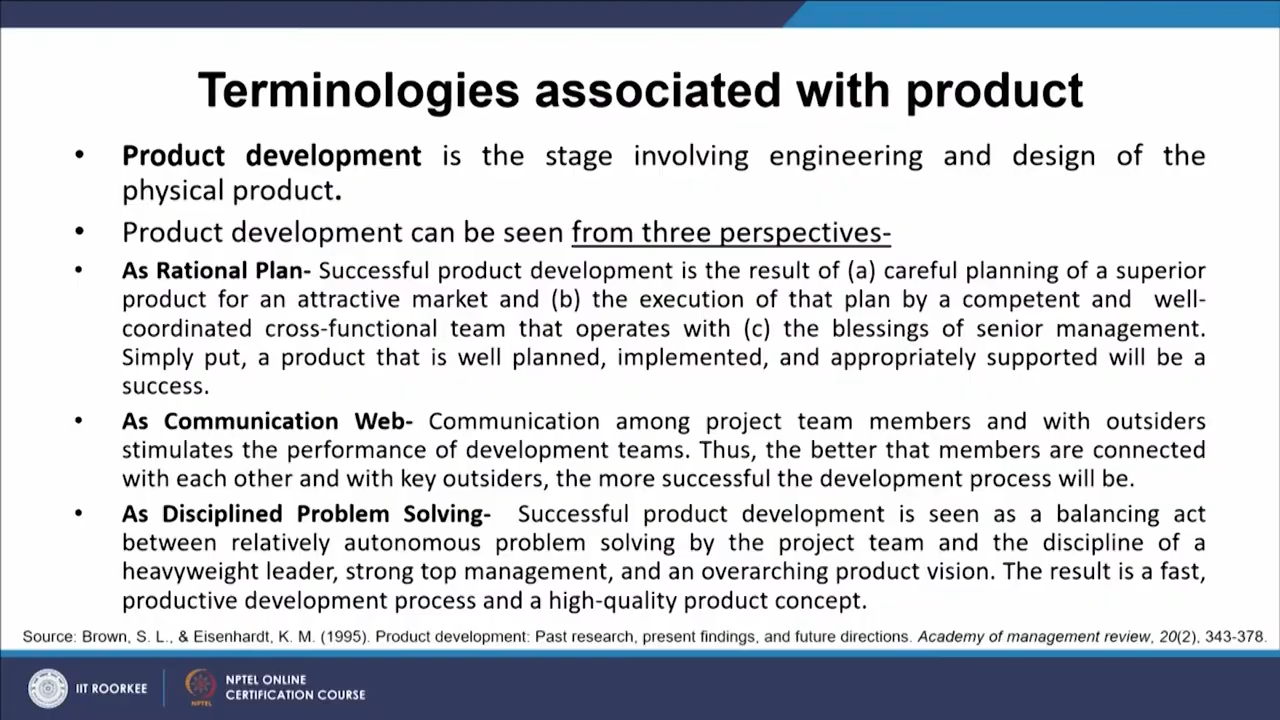 Terminologies associated with product
• Product development is the stage involving engineering and design of the
physical product.
• Product development can be seen from three perspectives-
• As Rational Plan- Successful product development is the result of (a) careful planning of a superior
product for an attractive market and (b) the execution of that plan by a competent and well-
coordinated cross-functional team that operates with (c) the blessings of senior management.
Simply put, a product that is well planned, implemented, and appropriately supported will be a
success.
• As Communication Web- Communication among project team members and with outsiders
stimulates the performance of development teams. Thus, the better that members are connected
with each other and with key outsiders, the more successful the development process will be.
• As Disciplined Problem Solving- Successful product development is seen as a balancing act
between relatively autonomous problem solving by the project team and the discipline of a
heavyweight leader, strong top management, and an overarching product vision. The result is a fast,
productive development process and a high-quality product concept.
Source: Brown, S. L., & Eisenhardt, K. M. (1995). Product development: Past research, present findings, and future directions. Academy of management review, 20(2), 343-378.
IIT ROORKEE
NPTEL
NPTEL ONLINE
CERTIFICATION COURSE